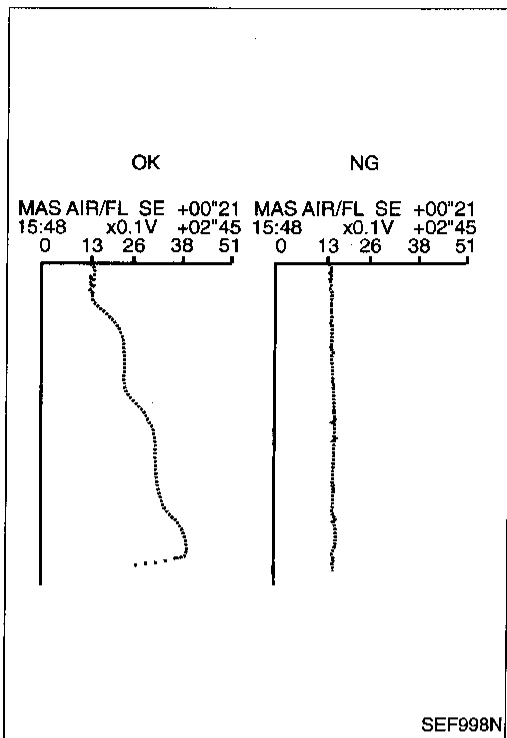 OK
MAS AIR/FL SE +00"21
15:48 x0.1V +02"45
0 13 26 38 51
NG
MAS AIR/FL SE +00"21
15:48 x0.1V +02"45
0 13 26 38 51
SEF998N